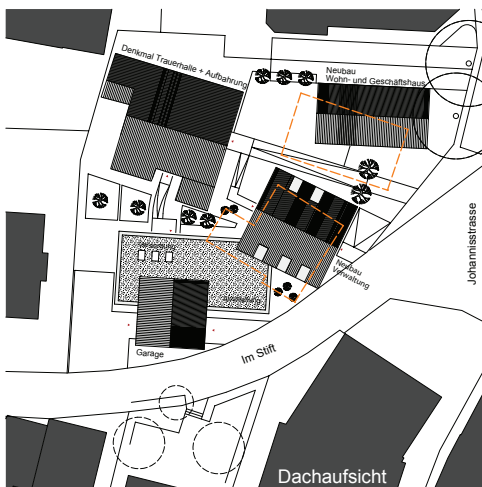 Denkmal Trauerhalle + Aufbahrung
Neubau
Wohn- und Geschäftshaus
Johannisstrasse
Neubau
Verwaltung
Garage
Im Stift
Dachaufsicht